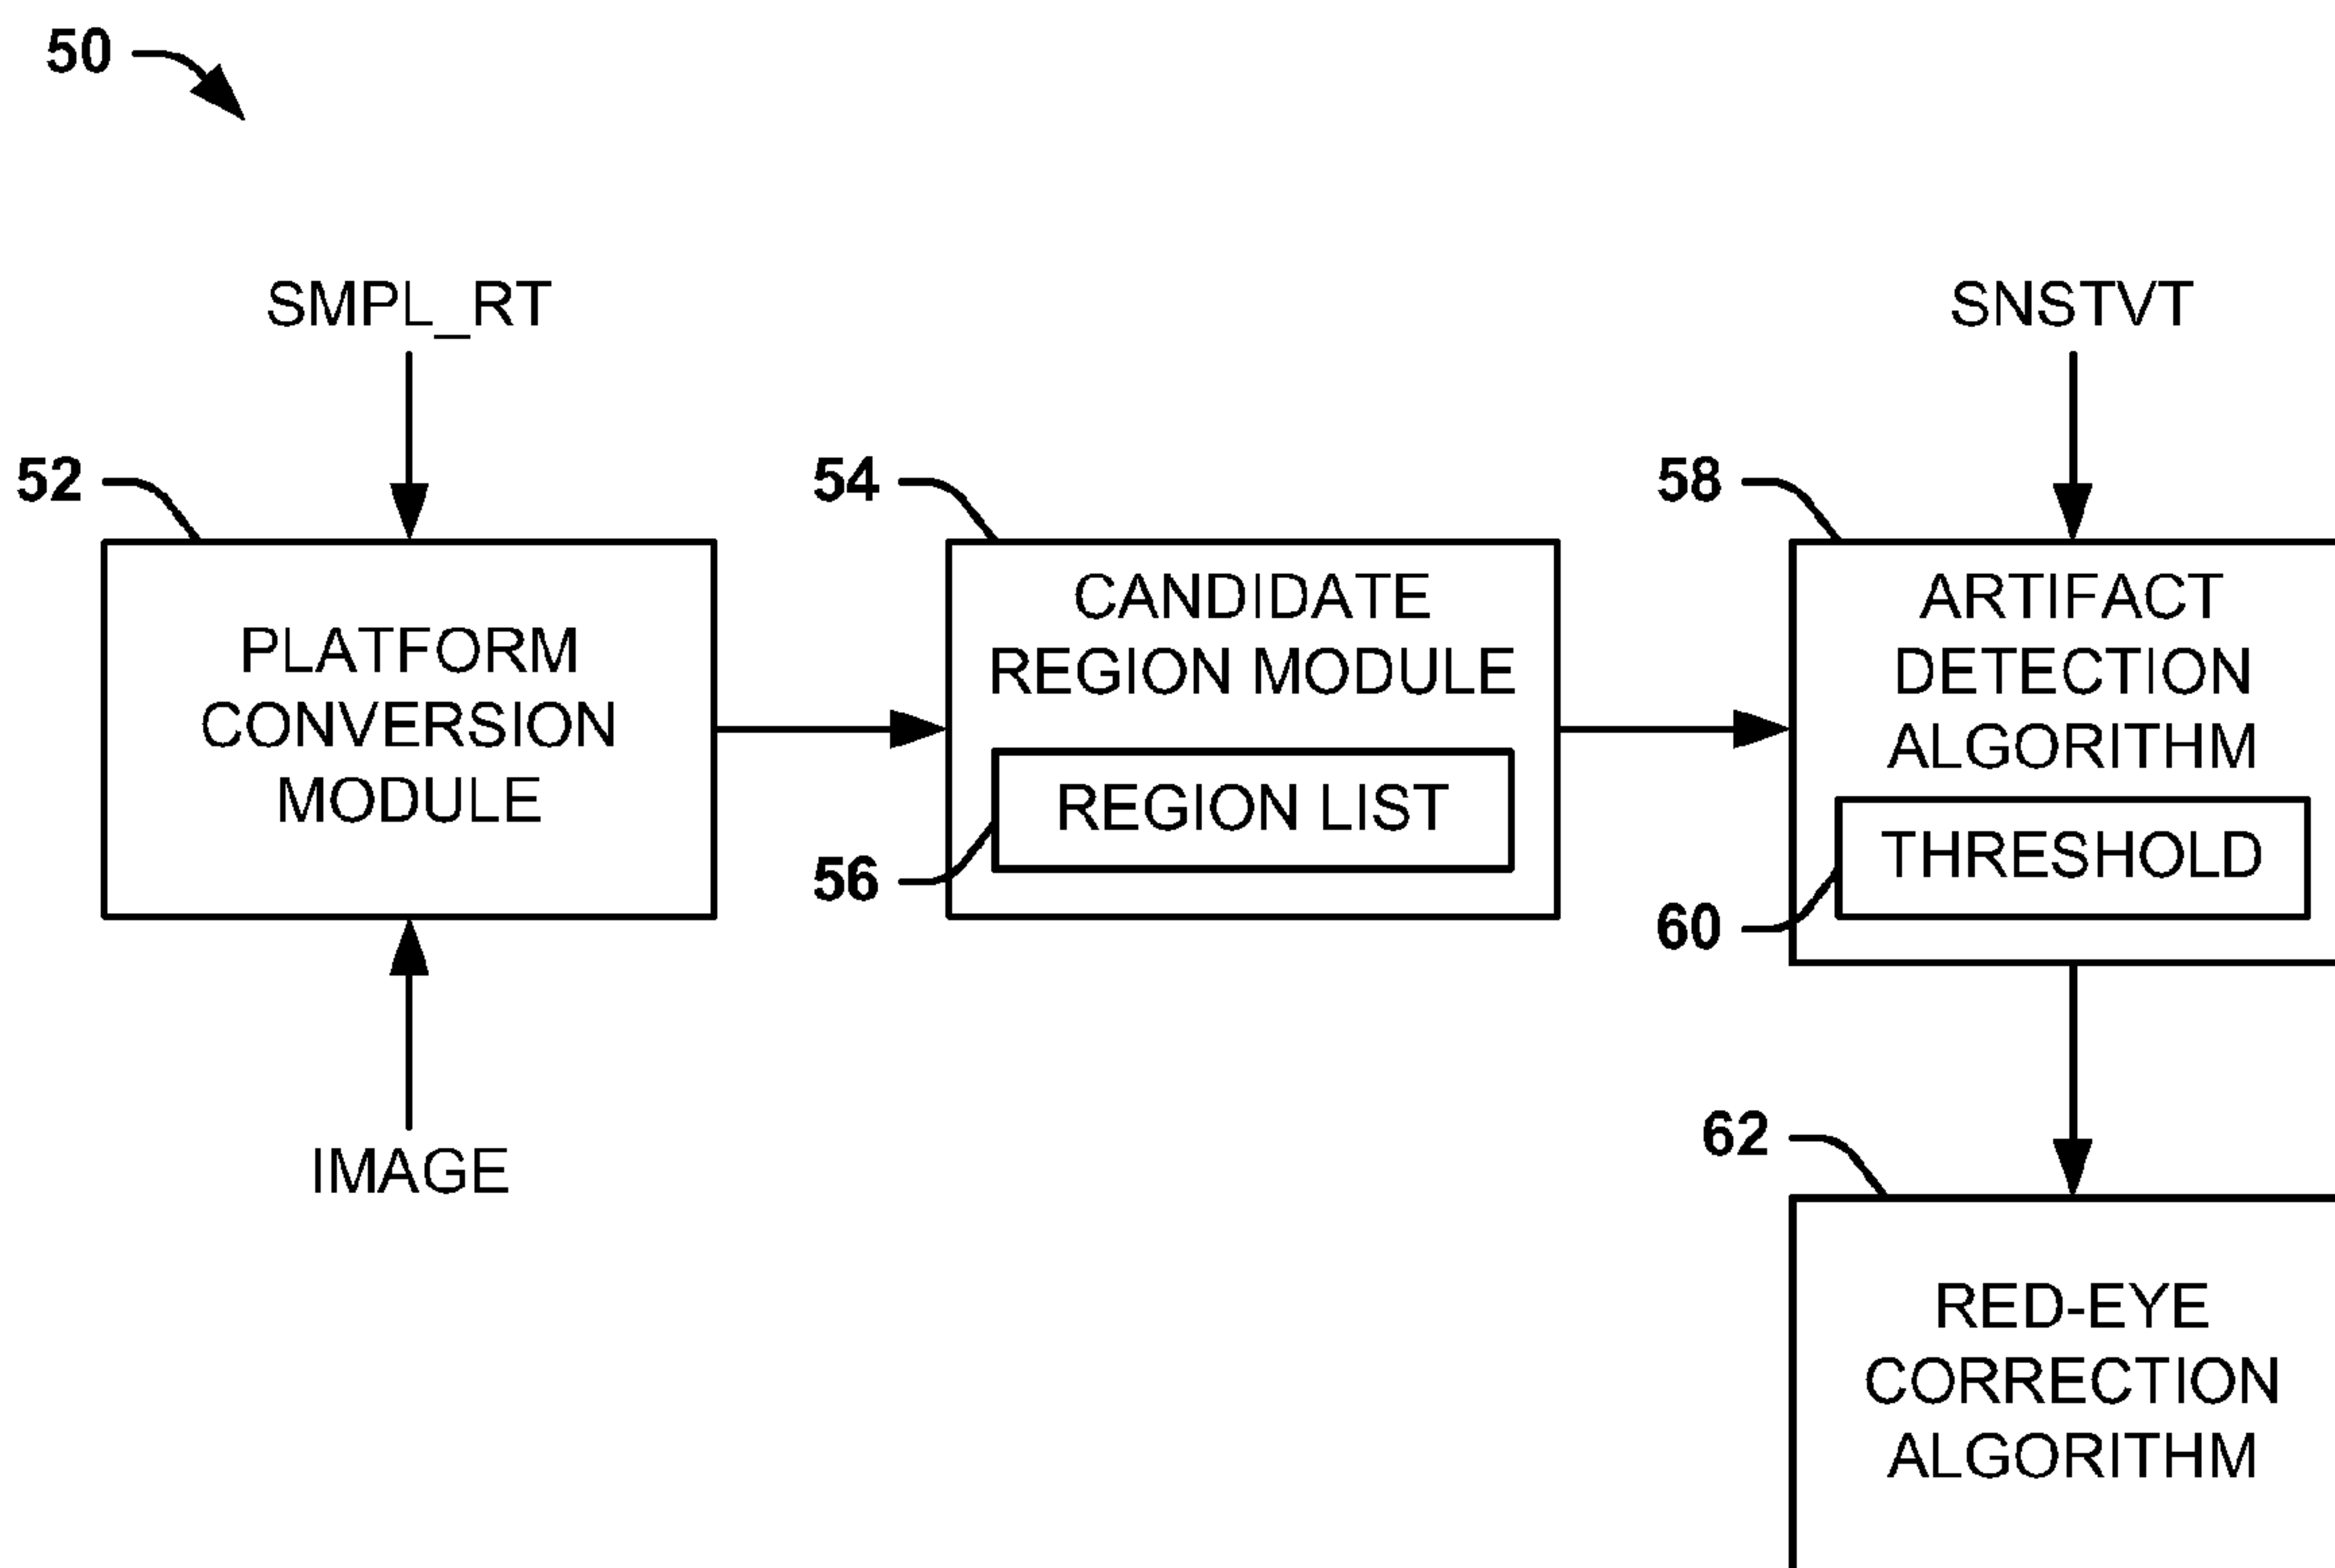 50
SMPL_RT
SNSTVT
52
54
58
PLATFORM
CONVERSION
MODULE
CANDIDATE
REGION MODULE
REGION LIST
56
ARTIFACT
DETECTION
ALGORITHM
THRESHOLD
60
IMAGE
62
RED-EYE
CORRECTION
ALGORITHM